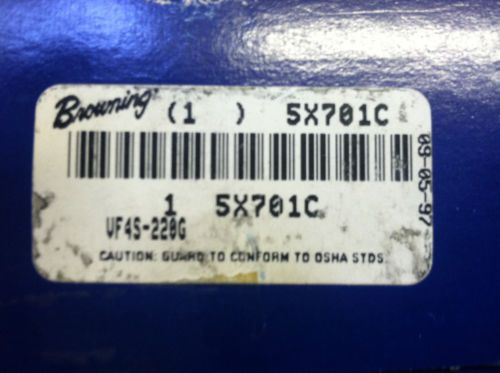 Browning (1 ) 5X701C
1 5X701C
VF4S-220G
CAUTION: GUARD TO CONFORM TO OSHA STDS
09-05-97